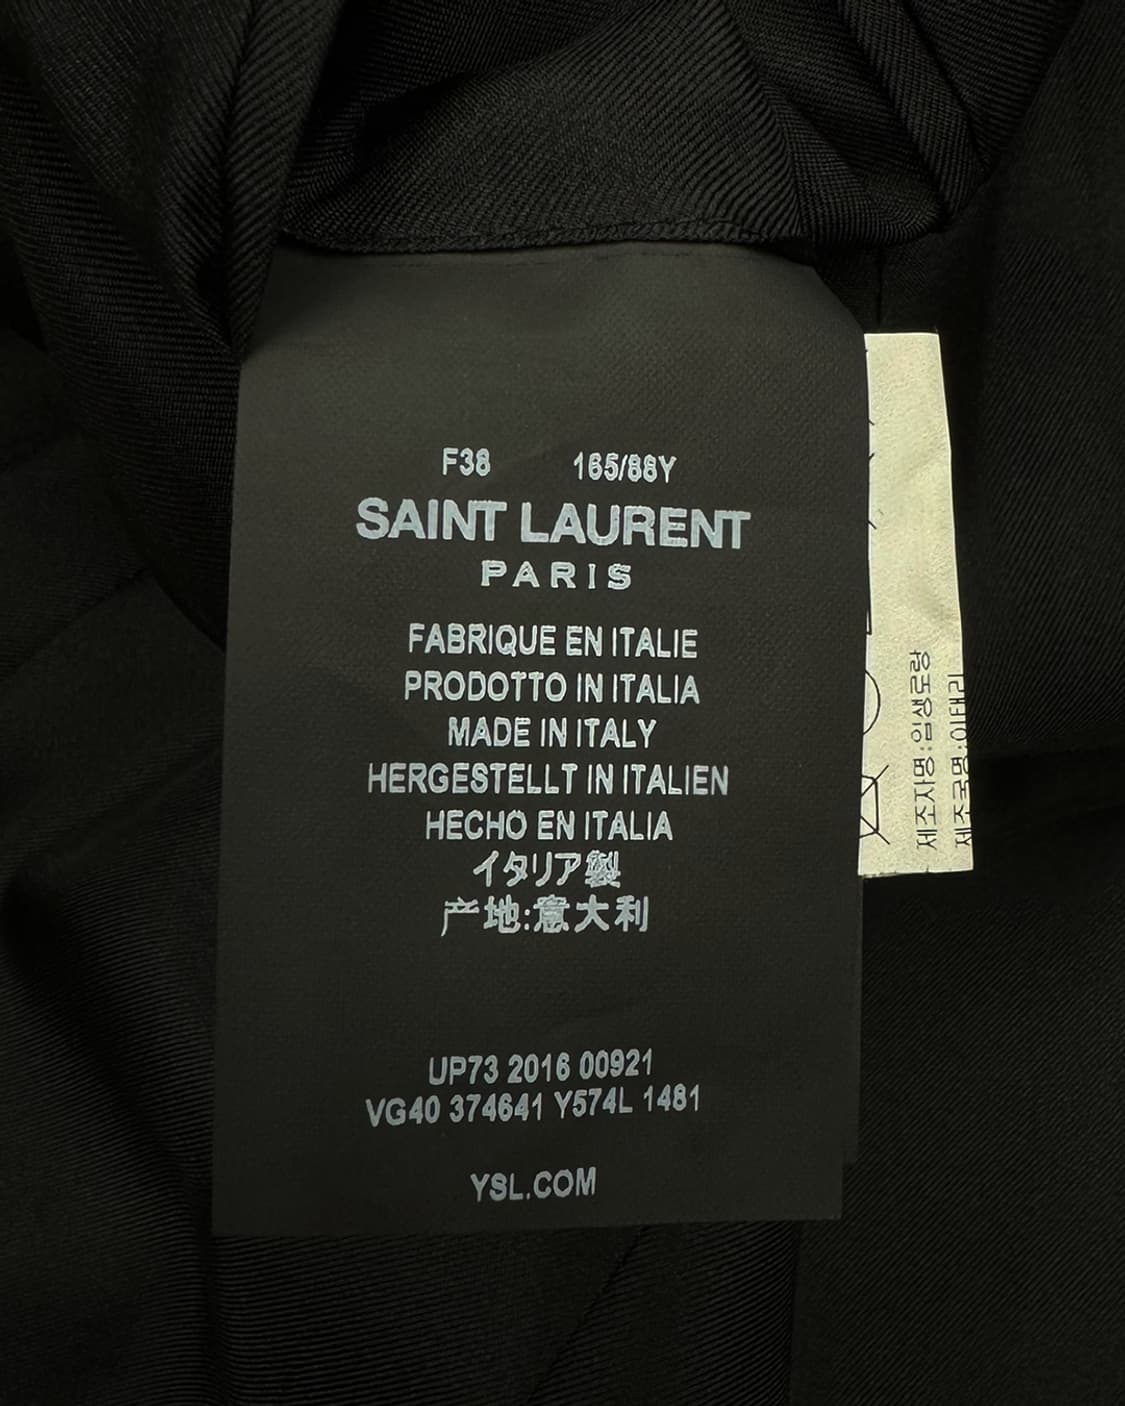 F38 165/88Y
SAINT LAURENT
PARIS
FABRIQUE EN ITALIE
PRODOTTO IN ITALIA
MADE IN ITALY
HERGESTELLT IN ITALIEN
HECHO EN ITALIA
イタリア製
产地:意大利
UP73 2016 00921
VG40 374641 Y574L 1481
YSL.COM
제조자명:입생로랑
제조국명:이태리